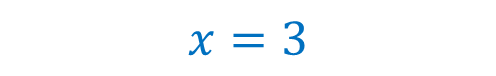 x = 3